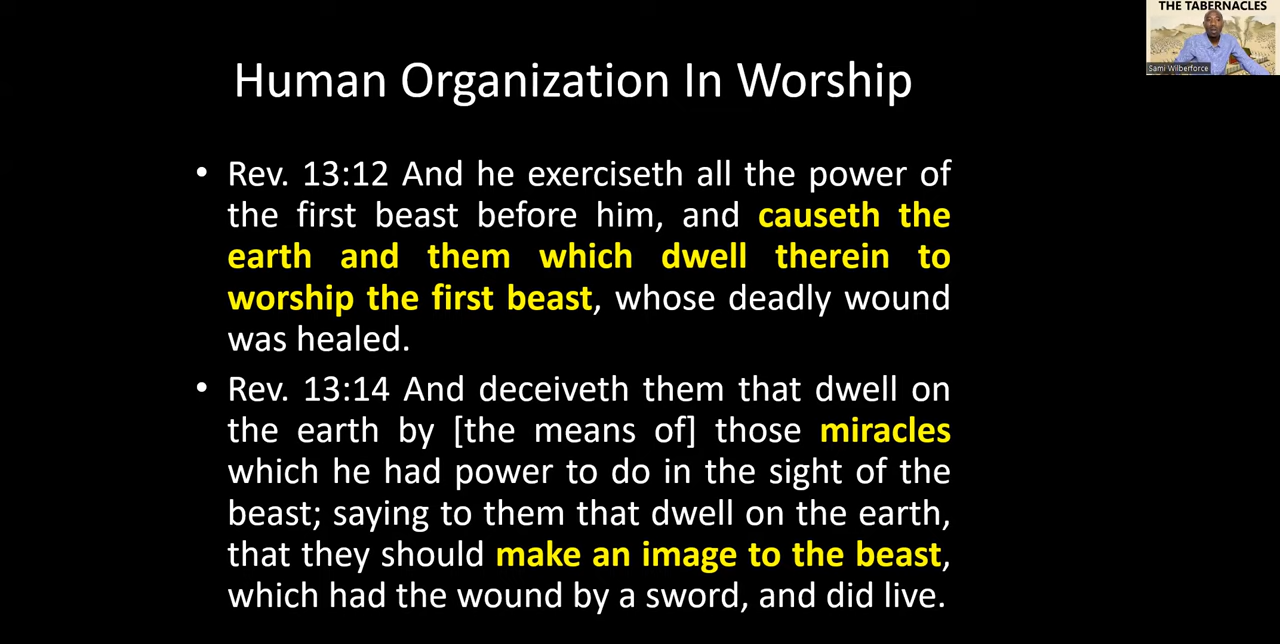 THE TABERNACLES
Sami Wilberforce
Human Organization In Worship
• Rev. 13:12 And he exerciseth all the power of
the first beast before him, and causeth the
earth and them which dwell therein to
worship the first beast, whose deadly wound
was healed.
• Rev. 13:14 And deceiveth them that dwell on
the earth by [the means of] those miracles
which he had power to do in the sight of the
beast; saying to them that dwell on the earth,
that they should make an image to the beast,
which had the wound by a sword, and did live.